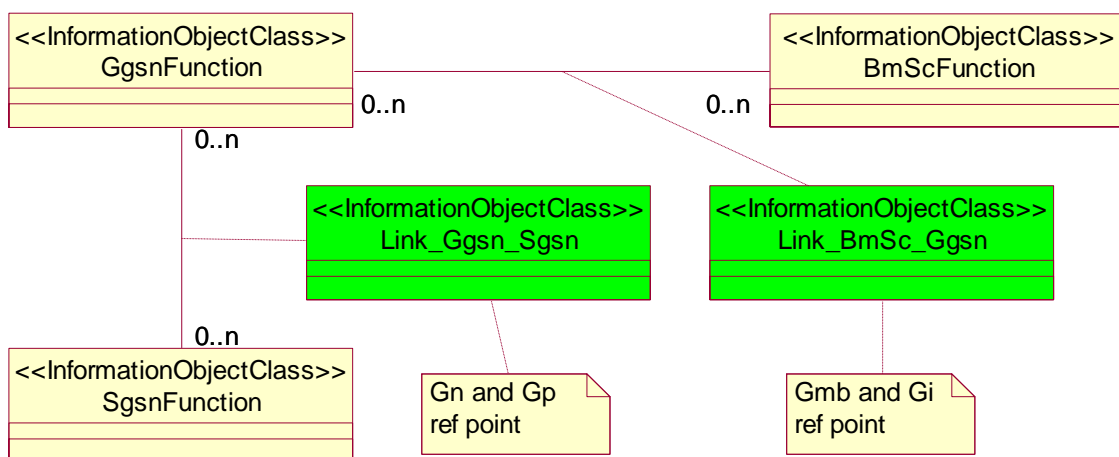 <<InformationObjectClass>>
GgsnFunction
<<InformationObjectClass>>
BmScFunction
0..n
0..n
0..n
<<InformationObjectClass>>
Link_Ggsn_Sgsn
<<InformationObjectClass>>
Link_BmSc_Ggsn
0..n
<<InformationObjectClass>>
SgsnFunction
Gn and Gp
ref point
Gmb and Gi
ref point